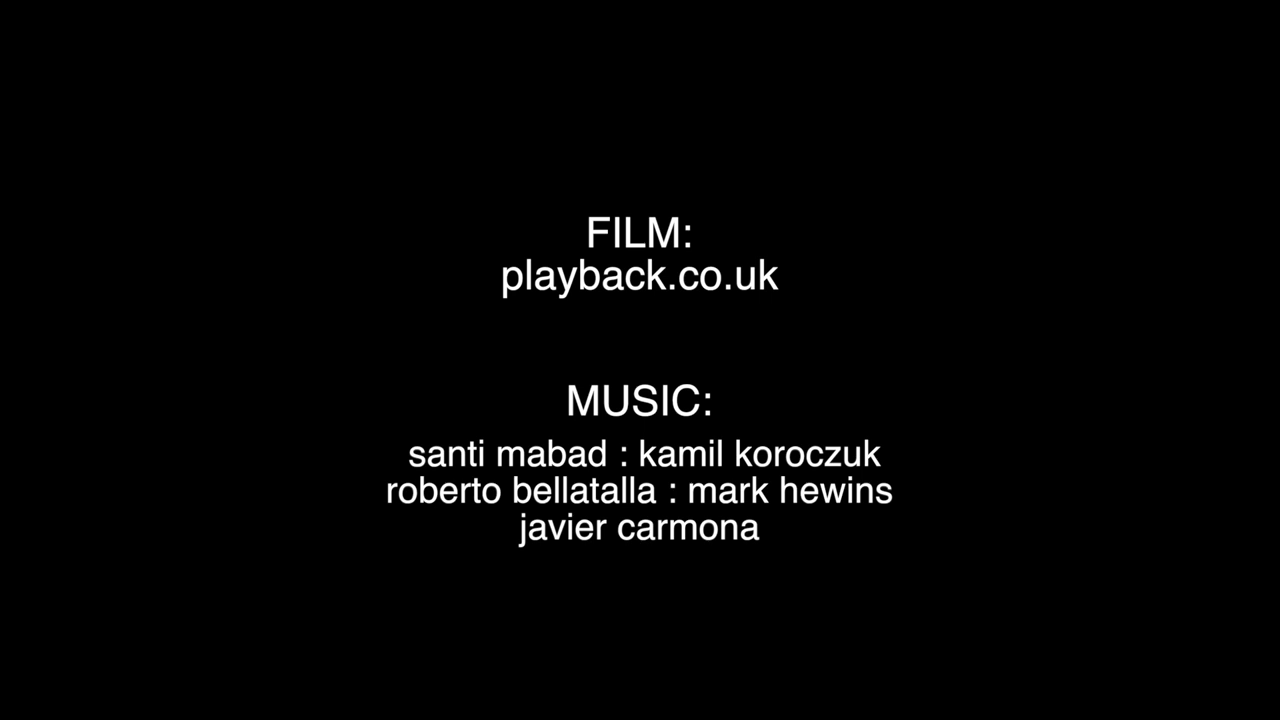 FILM:
playback.co.uk
MUSIC:
santi mabad : kamil koroczuk
roberto bellatalla : mark hewins
javier carmona